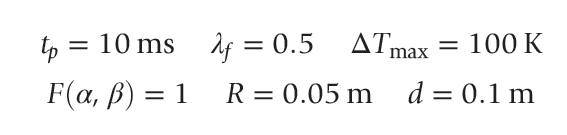 t_p = 10 ms λ_f = 0.5 ΔT_max = 100 K
F(α, β) = 1 R = 0.05 m d = 0.1 m